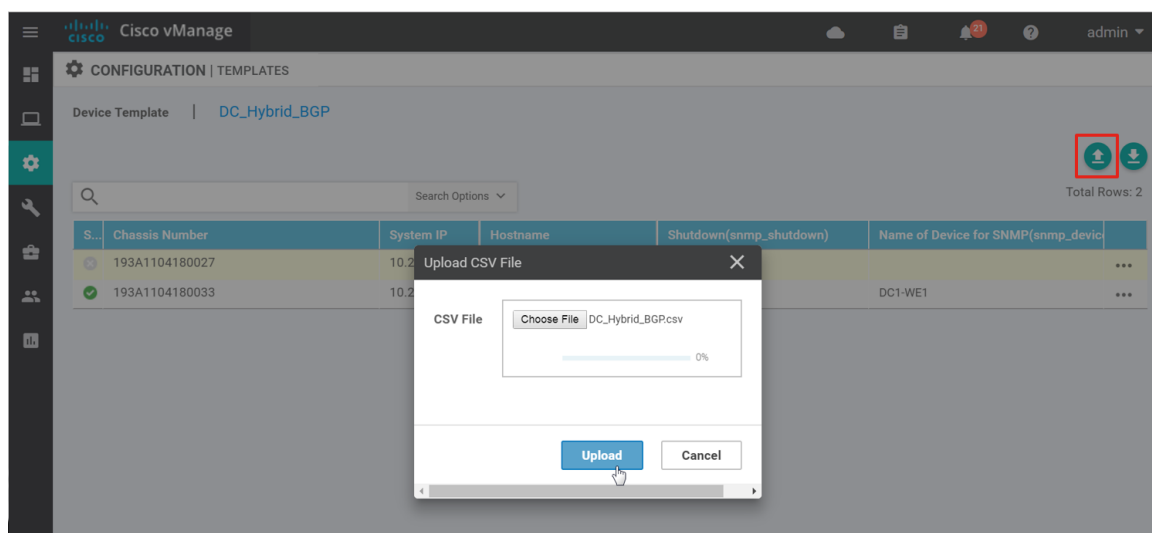 cisco Cisco vManage 21 admin
CONFIGURATION | TEMPLATES
Device Template | DC_Hybrid_BGP
Total Rows: 2
Search Options
S... Chassis Number System IP Hostname Shutdown(snmp_shutdown) Name of Device for SNMP(snmp_devic
193A1104180027 10.2 ...
193A1104180033 10.2 DC1-WE1 ...
Upload CSV File
CSV File Choose File DC_Hybrid_BGP.csv
0%
Upload Cancel